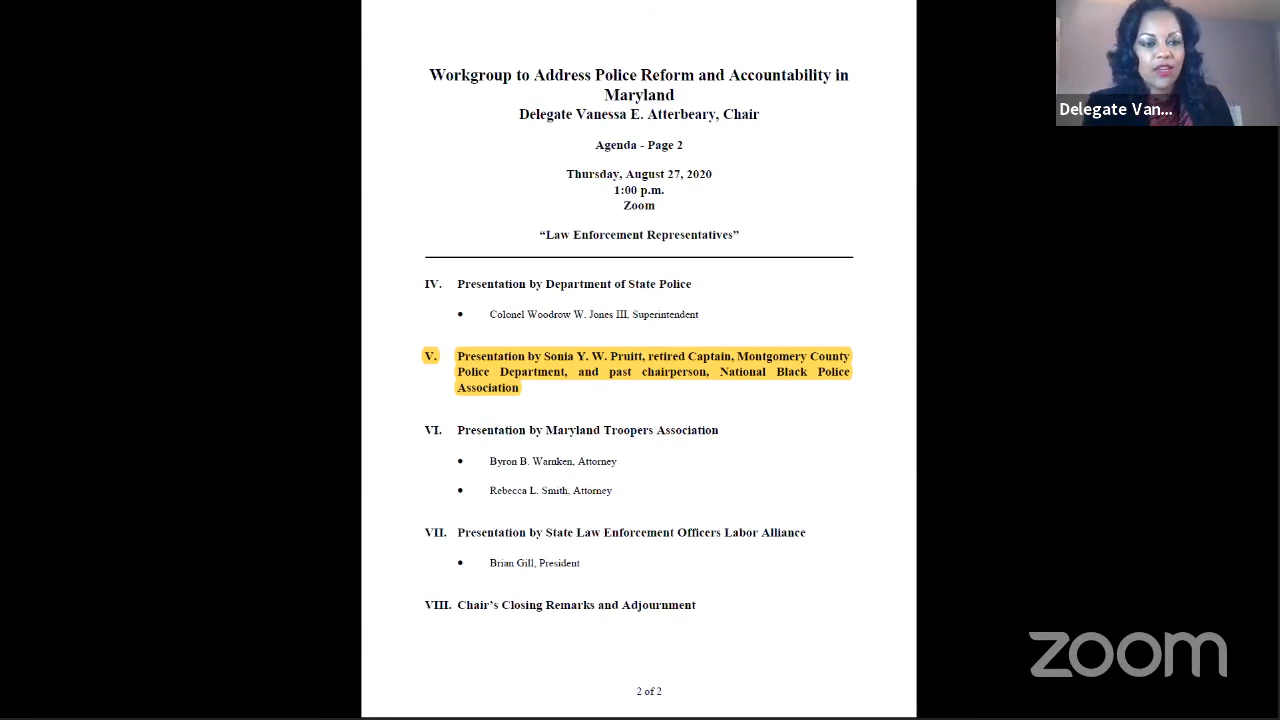 Workgroup to Address Police Reform and Accountability in
Maryland
Delegate Vanessa E. Atterbeary, Chair
Agenda - Page 2
Thursday, August 27, 2020
1:00 p.m.
Zoom
“Law Enforcement Representatives”
IV. Presentation by Department of State Police
• Colonel Woodrow W. Jones III, Superintendent
V. Presentation by Sonia Y. W. Pruitt, retired Captain, Montgomery County
Police Department, and past chairperson, National Black Police
Association
VI. Presentation by Maryland Troopers Association
• Byron B. Warnken, Attorney
• Rebecca L. Smith, Attorney
VII. Presentation by State Law Enforcement Officers Labor Alliance
• Brian Gill, President
VIII. Chair’s Closing Remarks and Adjournment
2 of 2
Delegate Van...
zoom